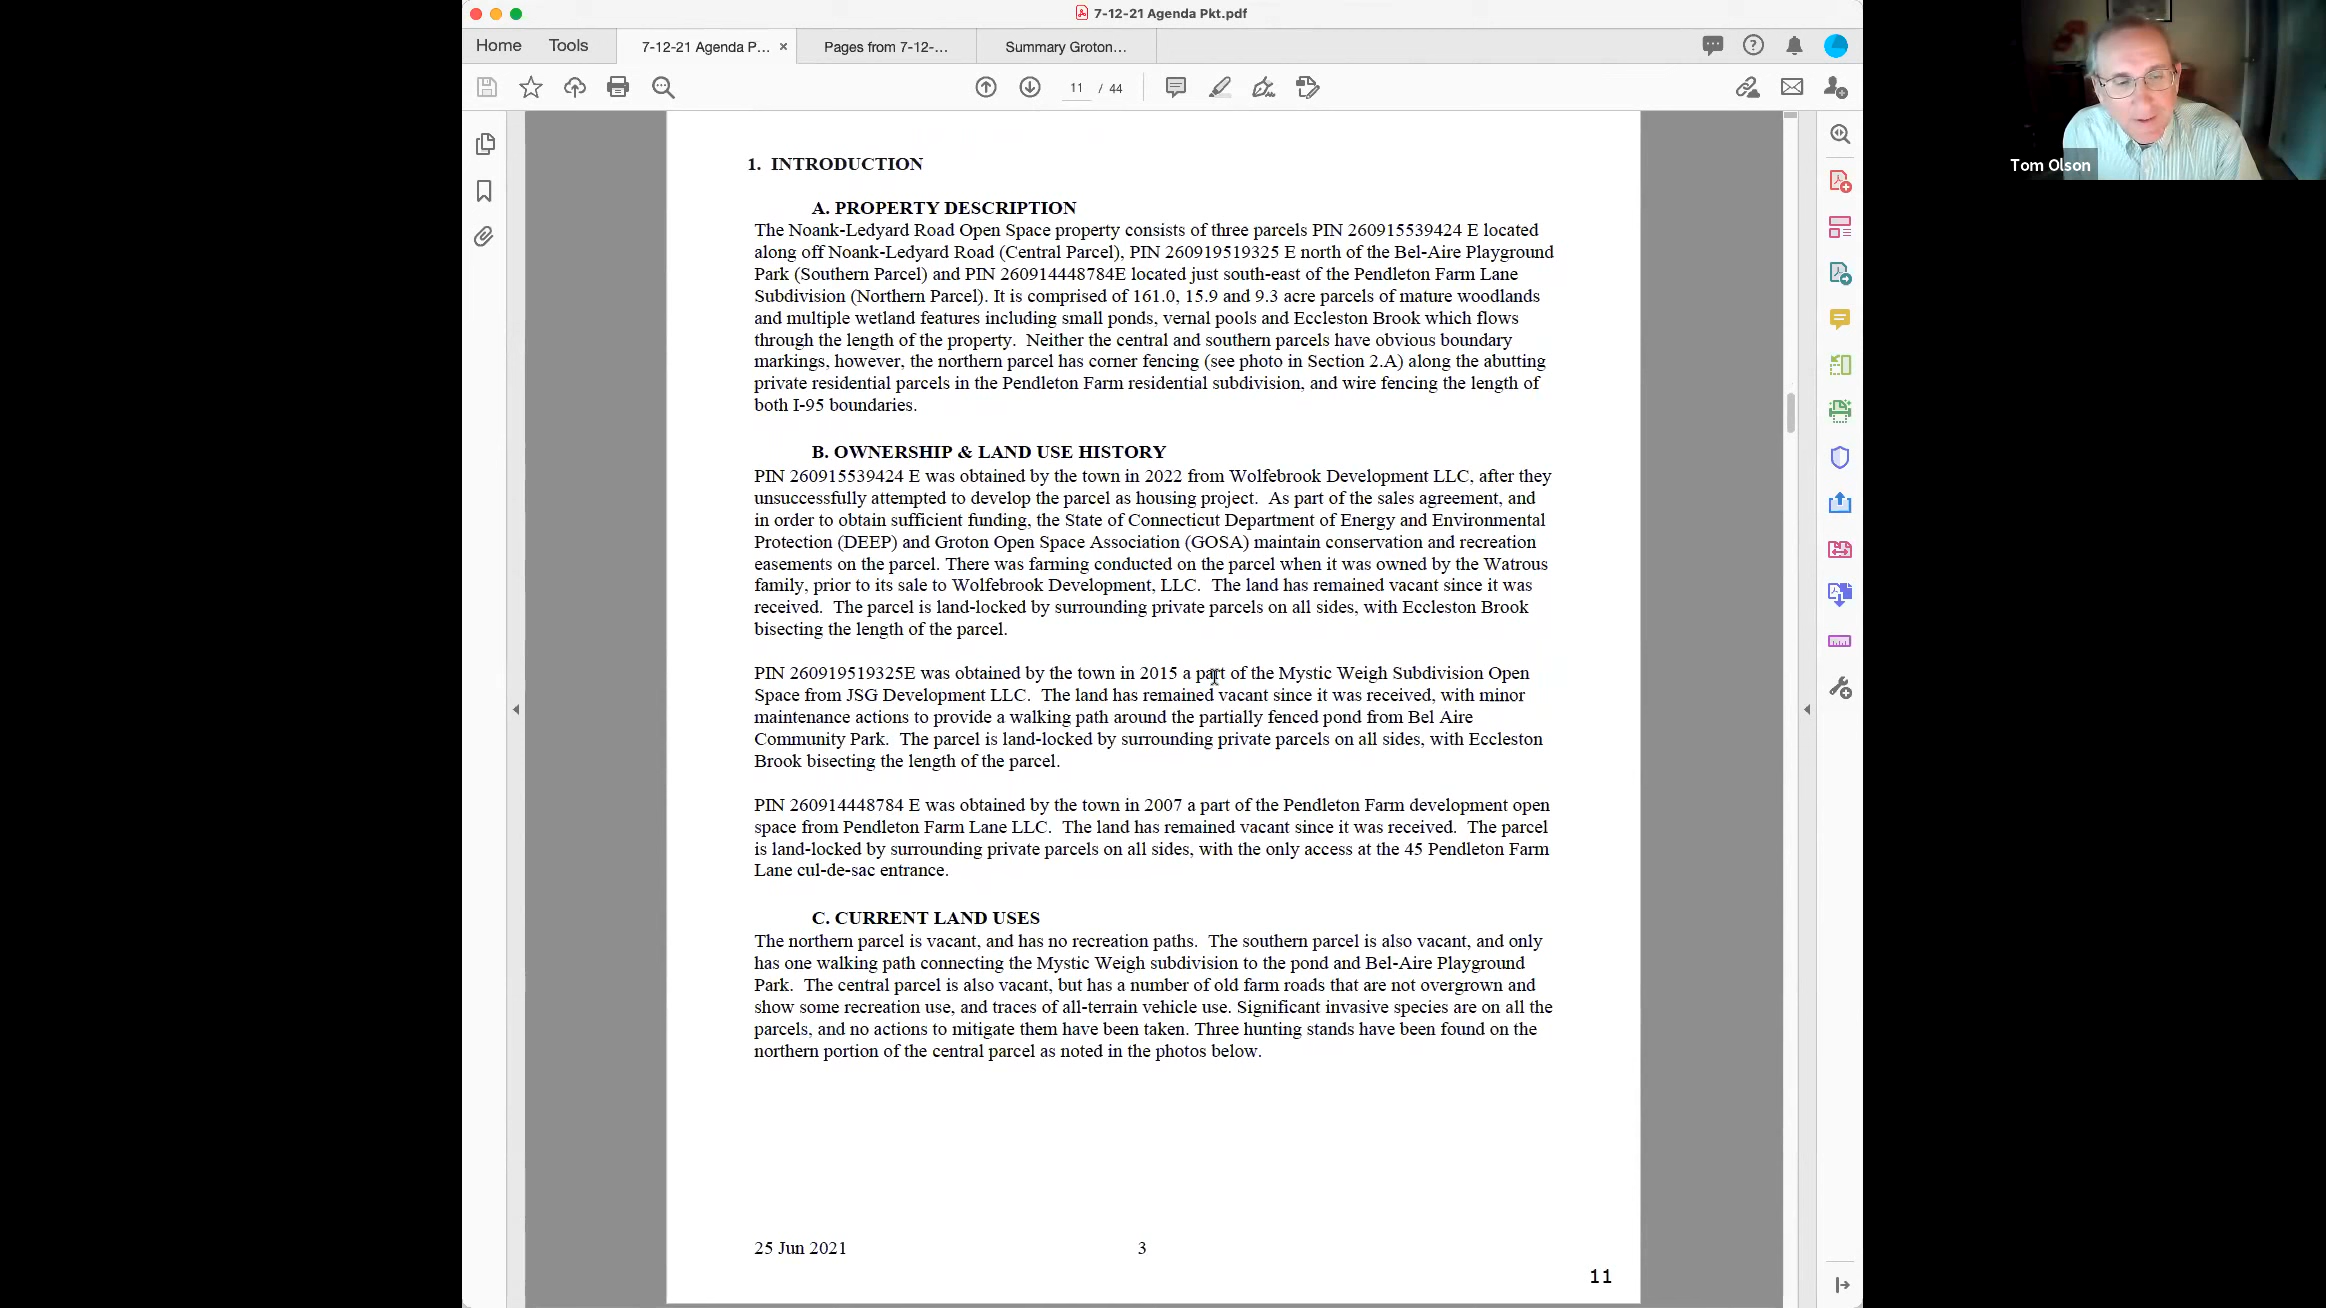 7-12-21 Agenda Pkt.pdf
Home Tools 7-12-21 Agenda P... × Pages from 7-12-... Summary Groton...
11 / 44
Tom Olson
1. INTRODUCTION
A. PROPERTY DESCRIPTION
The Noank-Ledyard Road Open Space property consists of three parcels PIN 260915539424 E located
along off Noank-Ledyard Road (Central Parcel), PIN 260919519325 E north of the Bel-Aire Playground
Park (Southern Parcel) and PIN 260914448784E located just south-east of the Pendleton Farm Lane
Subdivision (Northern Parcel). It is comprised of 161.0, 15.9 and 9.3 acre parcels of mature woodlands
and multiple wetland features including small ponds, vernal pools and Eccleston Brook which flows
through the length of the property. Neither the central and southern parcels have obvious boundary
markings, however, the northern parcel has corner fencing (see photo in Section 2.A) along the abutting
private residential parcels in the Pendleton Farm residential subdivision, and wire fencing the length of
both I-95 boundaries.
B. OWNERSHIP & LAND USE HISTORY
PIN 260915539424 E was obtained by the town in 2022 from Wolfebrook Development LLC, after they
unsuccessfully attempted to develop the parcel as housing project. As part of the sales agreement, and
in order to obtain sufficient funding, the State of Connecticut Department of Energy and Environmental
Protection (DEEP) and Groton Open Space Association (GOSA) maintain conservation and recreation
easements on the parcel. There was farming conducted on the parcel when it was owned by the Watrous
family, prior to its sale to Wolfebrook Development, LLC. The land has remained vacant since it was
received. The parcel is land-locked by surrounding private parcels on all sides, with Eccleston Brook
bisecting the length of the parcel.
PIN 260919519325E was obtained by the town in 2015 a part of the Mystic Weigh Subdivision Open
Space from JSG Development LLC. The land has remained vacant since it was received, with minor
maintenance actions to provide a walking path around the partially fenced pond from Bel Aire
Community Park. The parcel is land-locked by surrounding private parcels on all sides, with Eccleston
Brook bisecting the length of the parcel.
PIN 260914448784 E was obtained by the town in 2007 a part of the Pendleton Farm development open
space from Pendleton Farm Lane LLC. The land has remained vacant since it was received. The parcel
is land-locked by surrounding private parcels on all sides, with the only access at the 45 Pendleton Farm
Lane cul-de-sac entrance.
C. CURRENT LAND USES
The northern parcel is vacant, and has no recreation paths. The southern parcel is also vacant, and only
has one walking path connecting the Mystic Weigh subdivision to the pond and Bel-Aire Playground
Park. The central parcel is also vacant, but has a number of old farm roads that are not overgrown and
show some recreation use, and traces of all-terrain vehicle use. Significant invasive species are on all the
parcels, and no actions to mitigate them have been taken. Three hunting stands have been found on the
northern portion of the central parcel as noted in the photos below.
25 Jun 2021 3
11